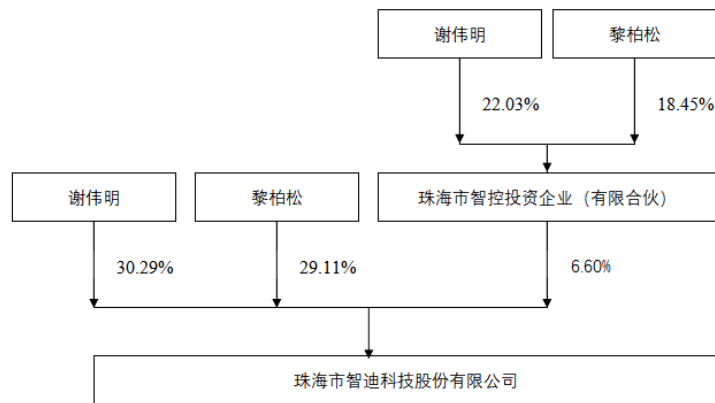 谢伟明
黎柏松
22.03%
18.45%
谢伟明
黎柏松
珠海市智控投资企业（有限合伙）
30.29%
29.11%
6.60%
珠海市智迪科技股份有限公司